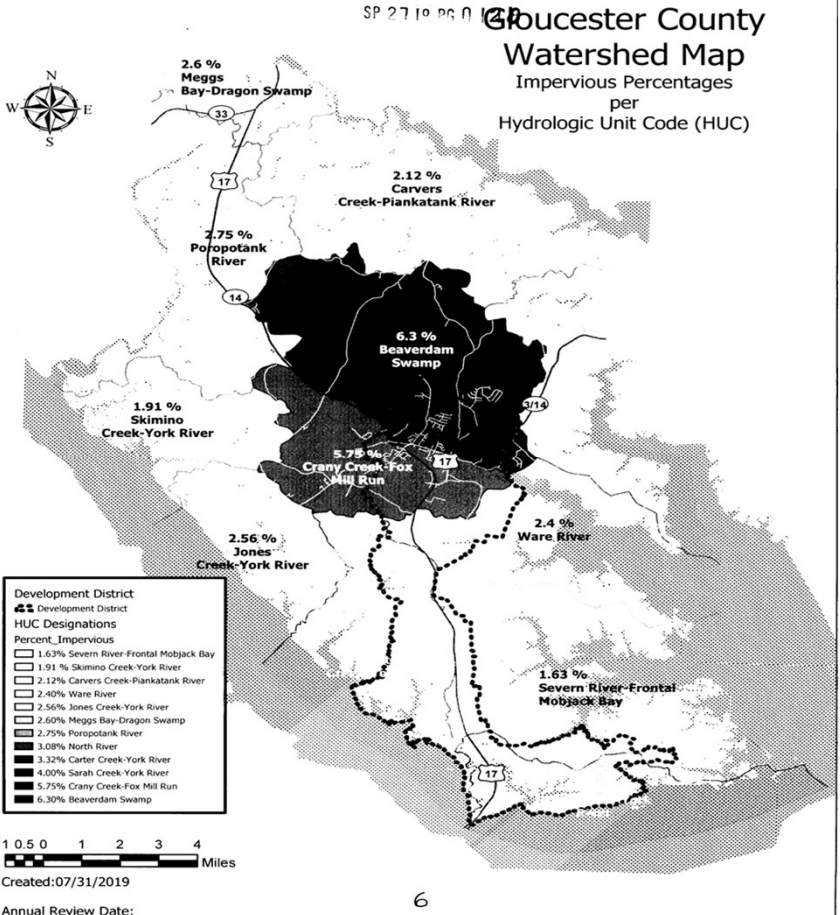 SP 27 19 PG 0 120
Gloucester County
Watershed Map
Impervious Percentages
per
Hydrologic Unit Code (HUC)
N
W
E
S
2.6 %
Meggs
Bay-Dragon Swamp
33
17
2.12 %
Carvers
Creek-Piankatank River
2.75 %
Poropotank
River
14
6.3 %
Beaverdam
Swamp
3/14
1.91 %
Skimino
Creek-York River
5.75 %
Crany Creek-Fox
Mill Run
17
2.4 %
Ware River
2.56 %
Jones
Creek-York River
1.63 %
Severn River-Frontal
Mobjack Bay
17
Development District
Development District
HUC Designations
Percent_Impervious
1.63% Severn River-Frontal Mobjack Bay
1.91 % Skimino Creek-York River
2.12% Carvers Creek-Piankatank River
2.40% Ware River
2.56% Jones Creek-York River
2.60% Meggs Bay-Dragon Swamp
2.75% Poropotank River
3.08% North River
3.32% Carter Creek-York River
4.00% Sarah Creek-York River
5.75% Crany Creek-Fox Mill Run
6.30% Beaverdam Swamp
1 0.5 0 1 2 3 4
Miles
Created:07/31/2019
Annual Review Date:
6